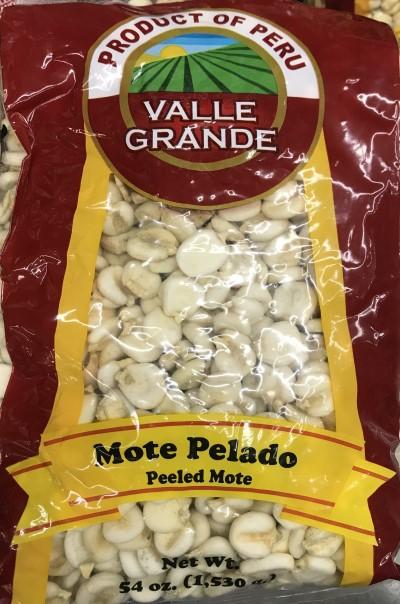 PRODUCT OF PERU
VALLE
GRANDE
Mote Pelado
Peeled Mote
Net Wt.
54 oz. (1,530